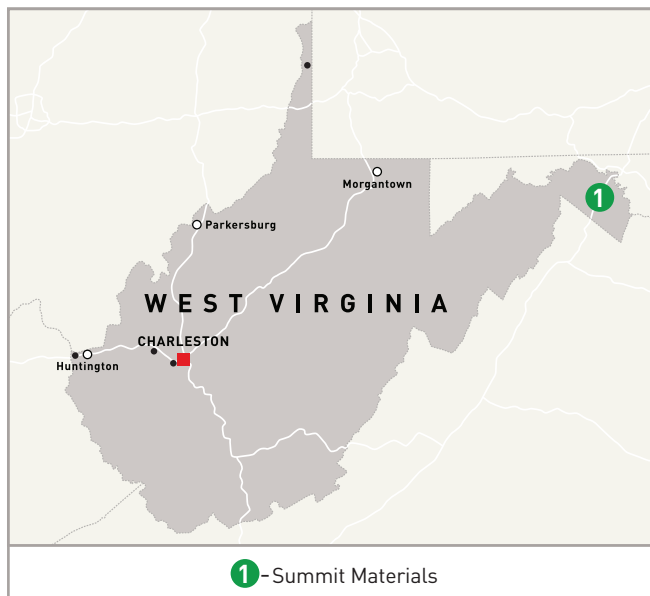 Morgantown
1
Parkersburg
WEST VIRGINIA
CHARLESTON
Huntington
1-Summit Materials